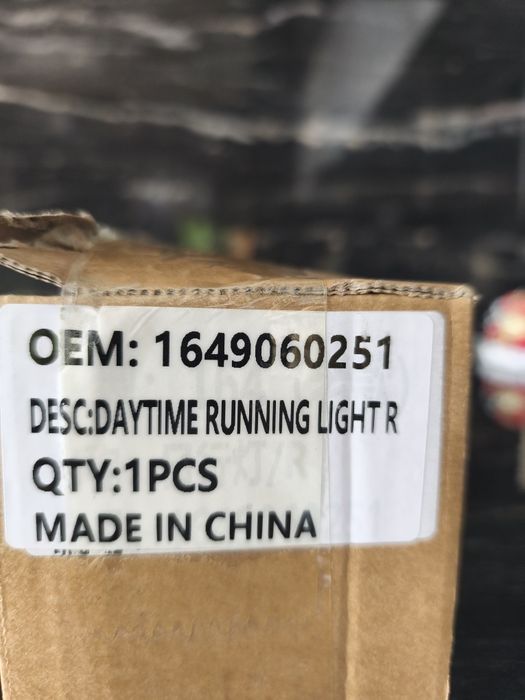 OEM: 1649060251
DESC:DAYTIME RUNNING LIGHT R
QTY:1PCS
MADE IN CHINA